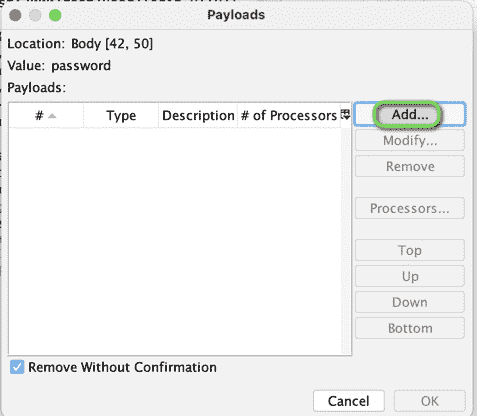 Payloads
Location: Body [42, 50]
Value: password
Payloads:
# Type Description # of Processors
Add...
Modify...
Remove
Processors...
Top
Up
Down
Bottom
Remove Without Confirmation
Cancel OK